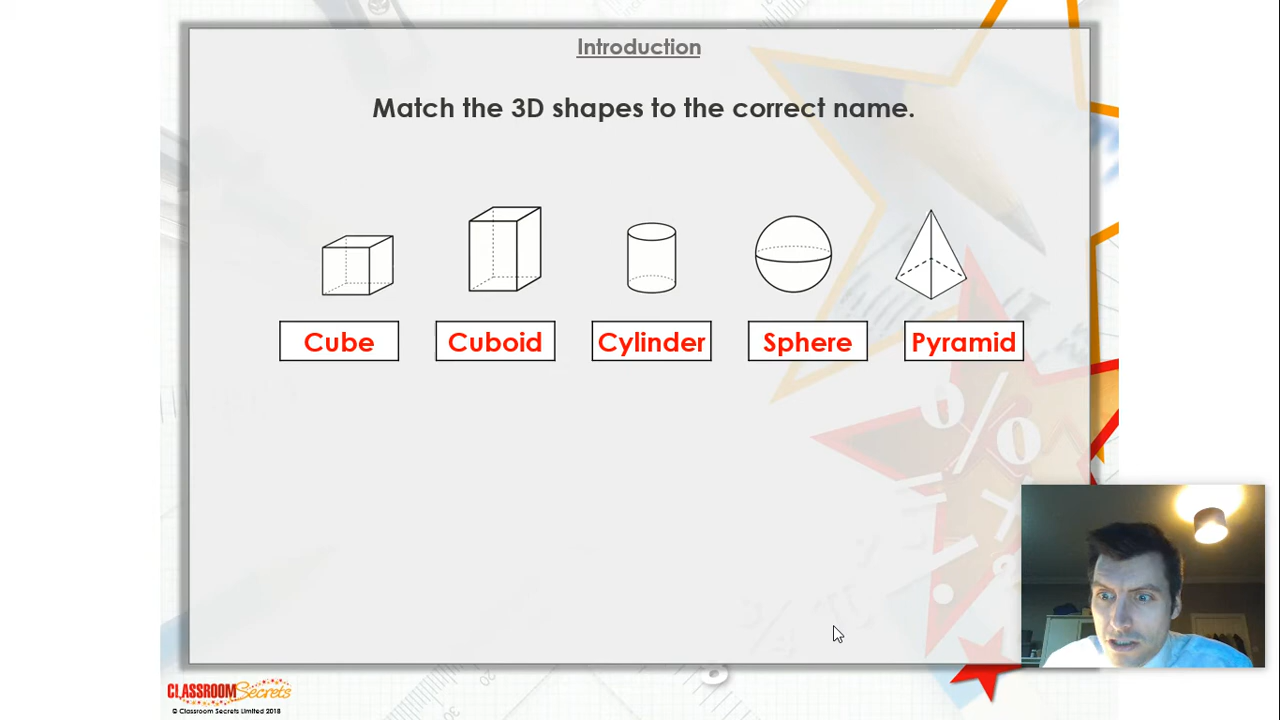 Introduction
Match the 3D shapes to the correct name.
Cube Cuboid Cylinder Sphere Pyramid
CLASSROOM Secrets
© Classroom Secrets Limited 2018